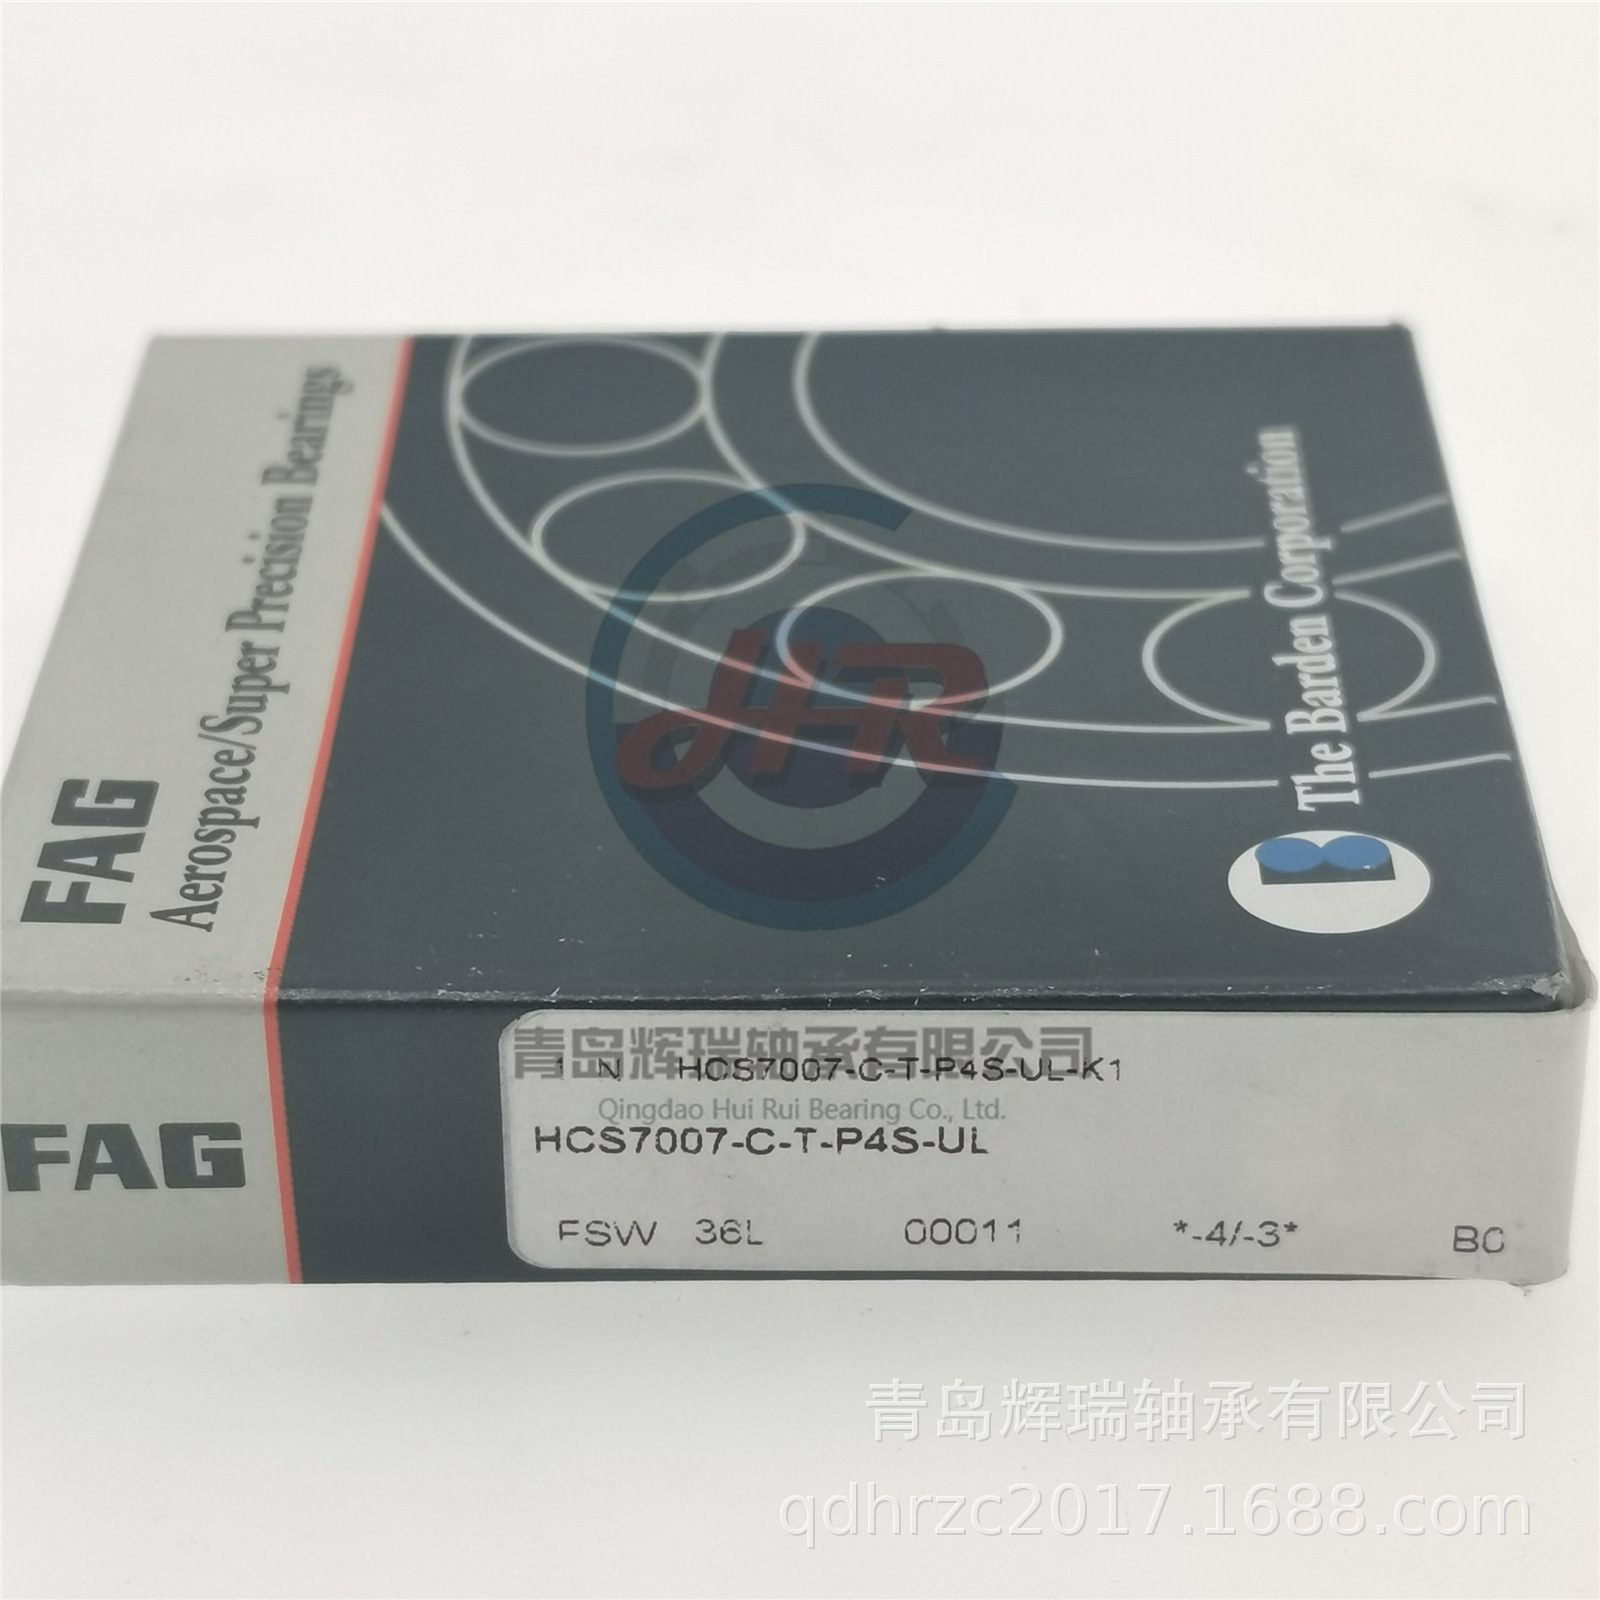 FAG
Aerospace/Super Precision Bearings
The Barden Corporation
B
HR
青岛辉瑞轴承有限公司
1 N HCS7007-C-T-P4S-UL-K1
Qingdao Hui Rui Bearing Co., Ltd.
HCS7007-C-T-P4S-UL
FAG
FSW 36L 00011 *-4/-3* BC
青岛辉瑞轴承有限公司
qdhrzc2017.1688.com